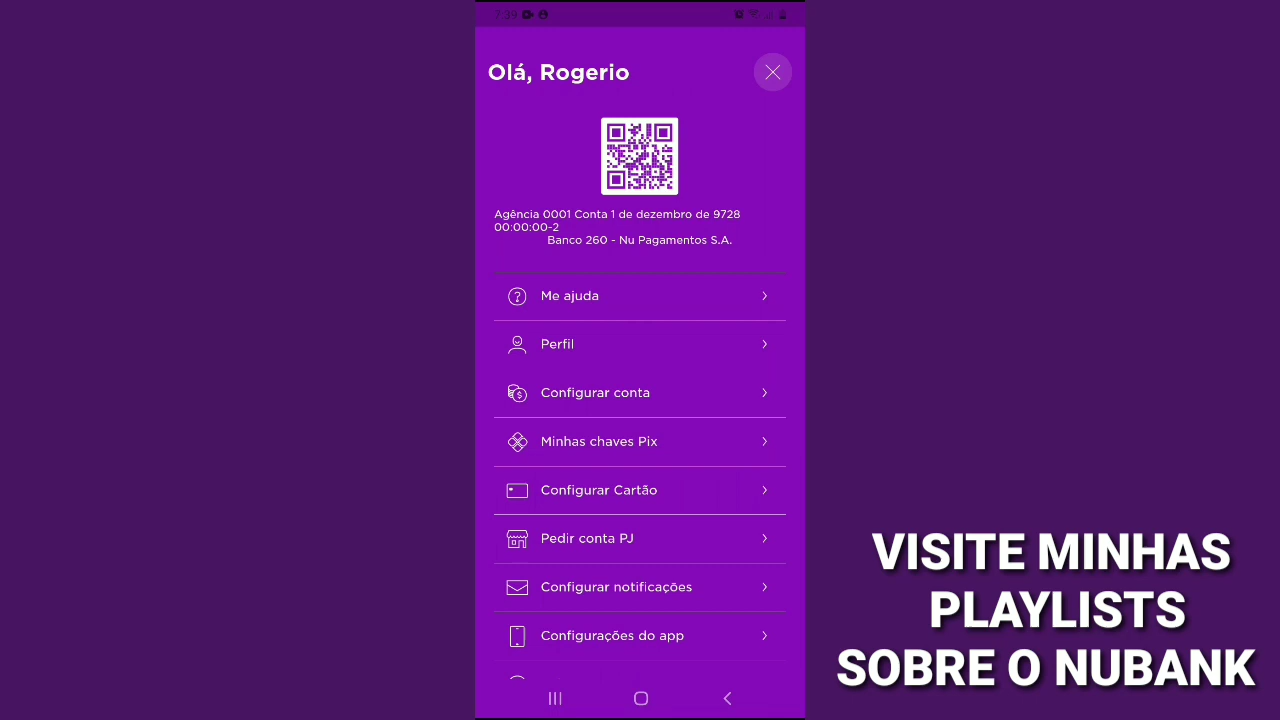 7:39
Olá, Rogerio
Agência 0001 Conta 1 de dezembro de 9728
00:00:00-2
Banco 260 - Nu Pagamentos S.A.
Me ajuda
Perfil
Configurar conta
Minhas chaves Pix
Configurar Cartão
Pedir conta PJ
Configurar notificações
Configurações do app
VISITE MINHAS
PLAYLISTS
SOBRE O NUBANK